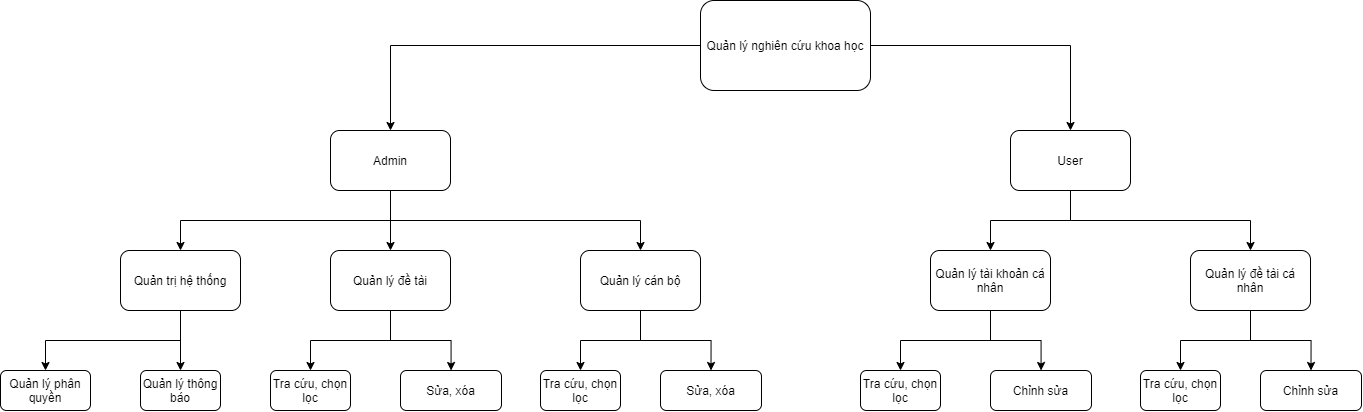 Quản lý nghiên cứu khoa học
Admin
User
Quản trị hệ thống
Quản lý đề tài
Quản lý cán bộ
Quản lý tài khoản cá
nhân
Quản lý đề tài cá
nhân
Quản lý phân
quyền
Quản lý thông
báo
Tra cứu, chọn
lọc
Sửa, xóa
Tra cứu, chọn
lọc
Sửa, xóa
Tra cứu, chọn
lọc
Chỉnh sửa
Tra cứu, chọn
lọc
Chỉnh sửa